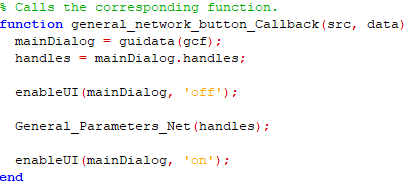 % Calls the corresponding function.
function general_network_button_Callback(src, data)
mainDialog = guidata(gcf);
handles = mainDialog.handles;
enableUI(mainDialog, 'off');
General_Parameters_Net(handles);
enableUI(mainDialog, 'on');
end